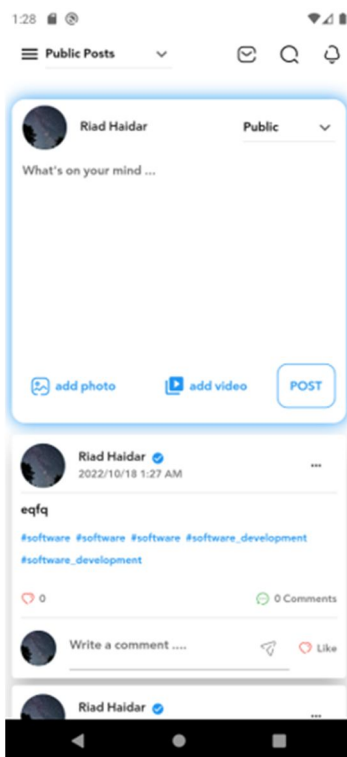 1:28
Public Posts
Riad Haidar
Public
What's on your mind ...
add photo
add video
POST
Riad Haidar
2022/10/18 1:27 AM
...
eqfq
#software #software #software #software_development
#software_development
0
0 Comments
Write a comment ....
Like
Riad Haidar
...